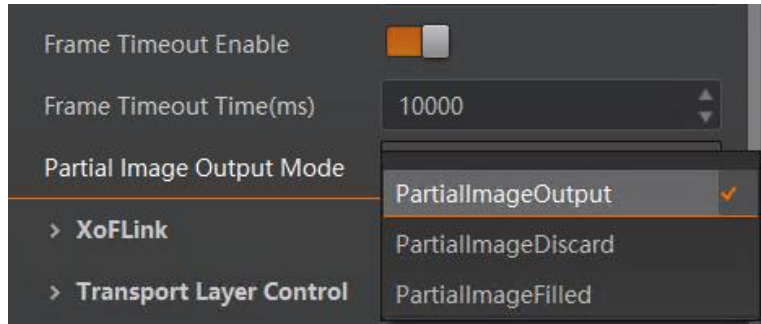 Frame Timeout Enable
Frame Timeout Time(ms) 10000
Partial Image Output Mode
PartialImageOutput
XoFLink
PartialImageDiscard
Transport Layer Control
PartialImageFilled